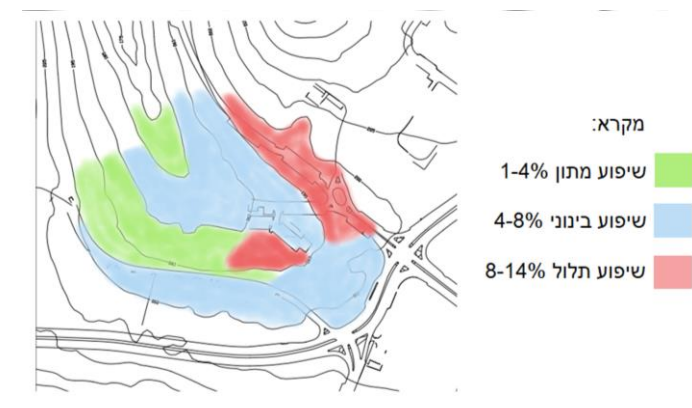 מקרא:
שיפוע מתון 1-4%
שיפוע בינוני 4-8%
שיפוע תלול 8-14%